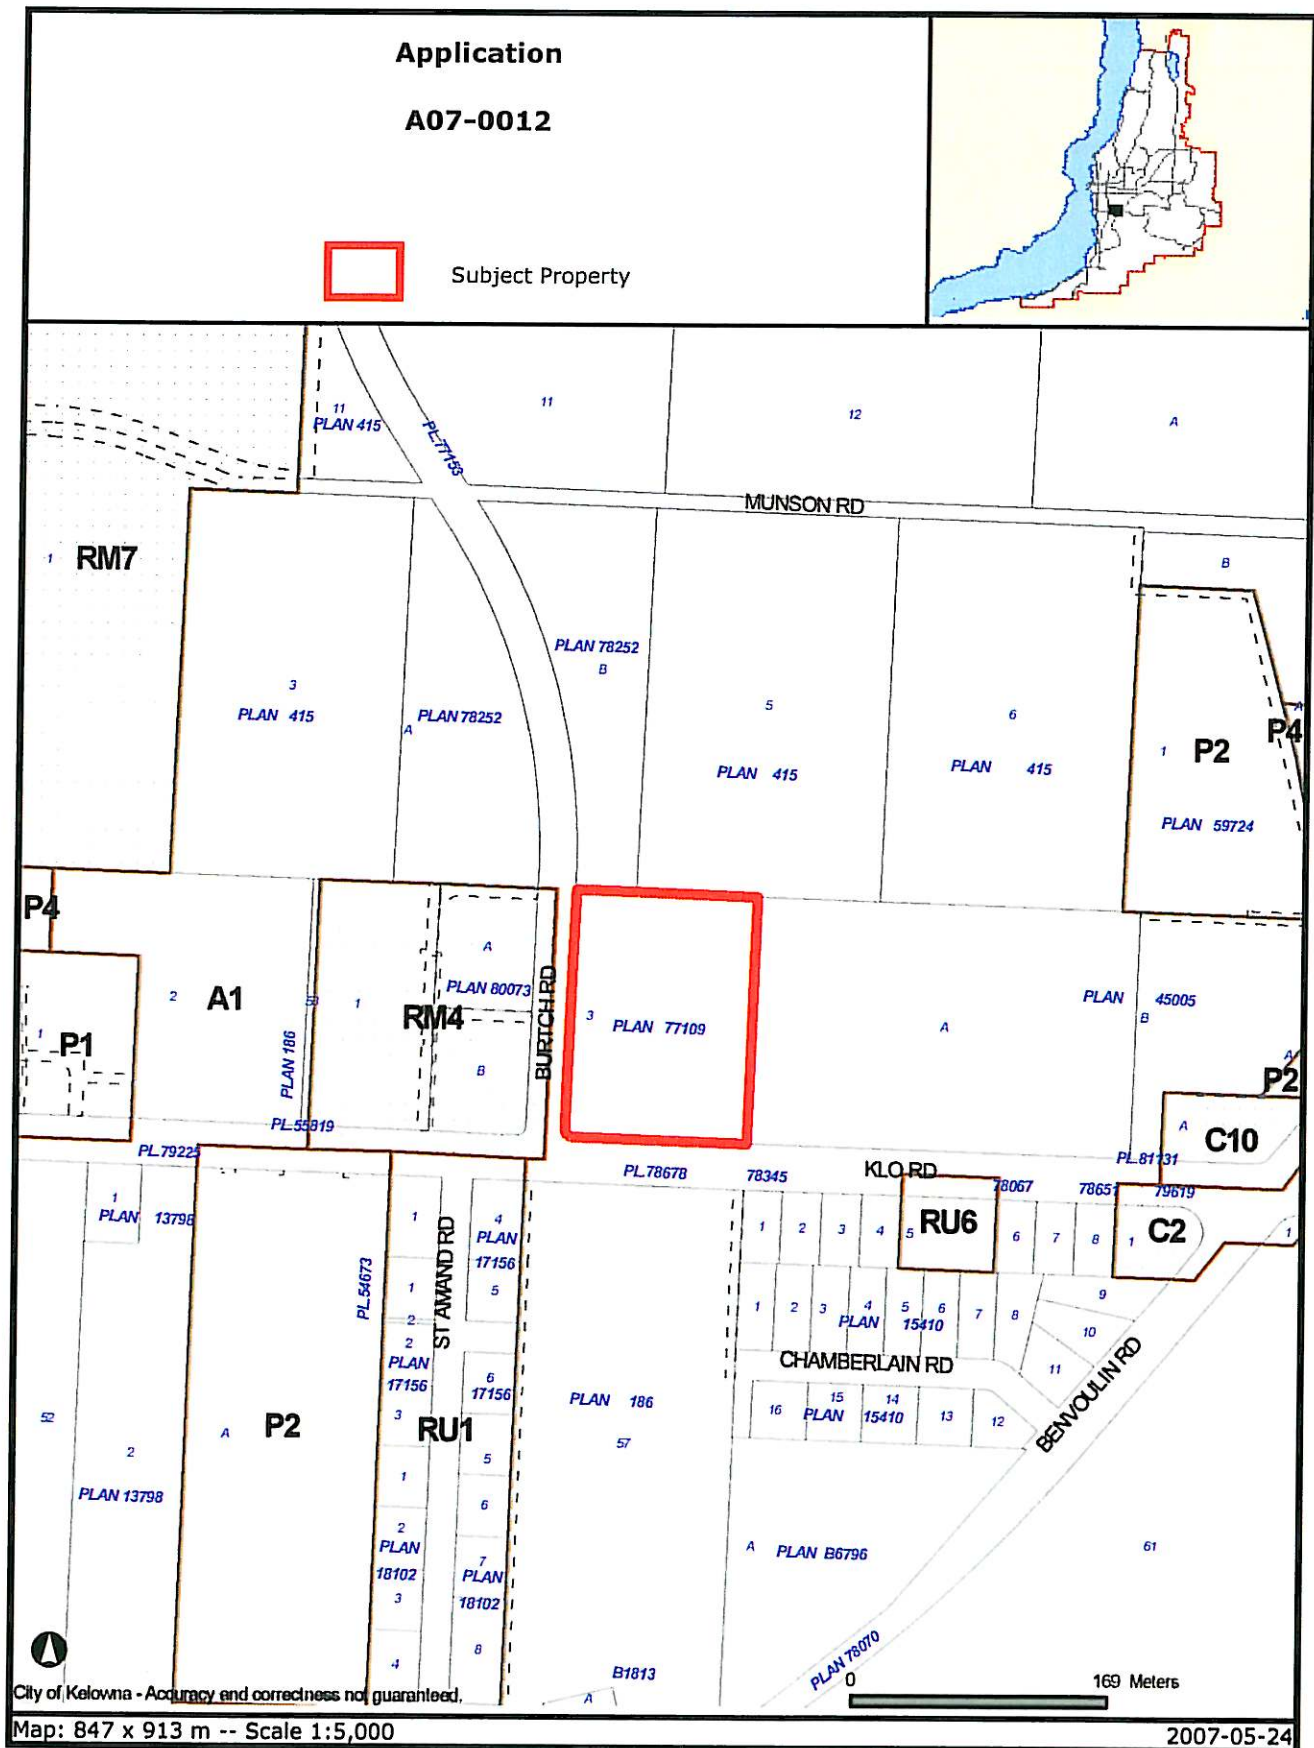 Application
A07-0012
Subject Property
11
PLAN 415
PL.77153
11
12
A
MUNSON RD
1
RM7
B
PLAN 78252
B
3
PLAN 415
A
PLAN 78252
5
PLAN 415
6
PLAN 415
1
P2
PLAN 59724
A
P4
P4
2
A1
1
P1
58
PLAN 186
1
RM4
A
PLAN 80073
B
BURTCH RD
3
PLAN 77109
A
PLAN 45005
B
A
P2
A
C10
PL.55819
PL.79225
PL.78678
78345
KLO RD
78067
78651
PL.81131
79619
1
PLAN 13798
PL.54673
1
ST AMAND RD
4
PLAN
17156
5
1
2
2
PLAN
17156
3
6
17156
RU1
1
2
3
4
5
RU6
6
7
8
1
C2
1
1
2
3
4
5
6
7
8
PLAN 15410
9
10
11
CHAMBERLAIN RD
16
15
14
13
12
PLAN 15410
BENVOULIN RD
52
2
PLAN 13798
A
P2
PLAN 186
57
5
1
6
2
PLAN
18102
3
4
7
PLAN
18102
8
A
PLAN B6796
61
PLAN 78070
B1813
A
0
169 Meters
City of Kelowna - Accuracy and correctness not guaranteed.
Map: 847 x 913 m -- Scale 1:5,000
2007-05-24